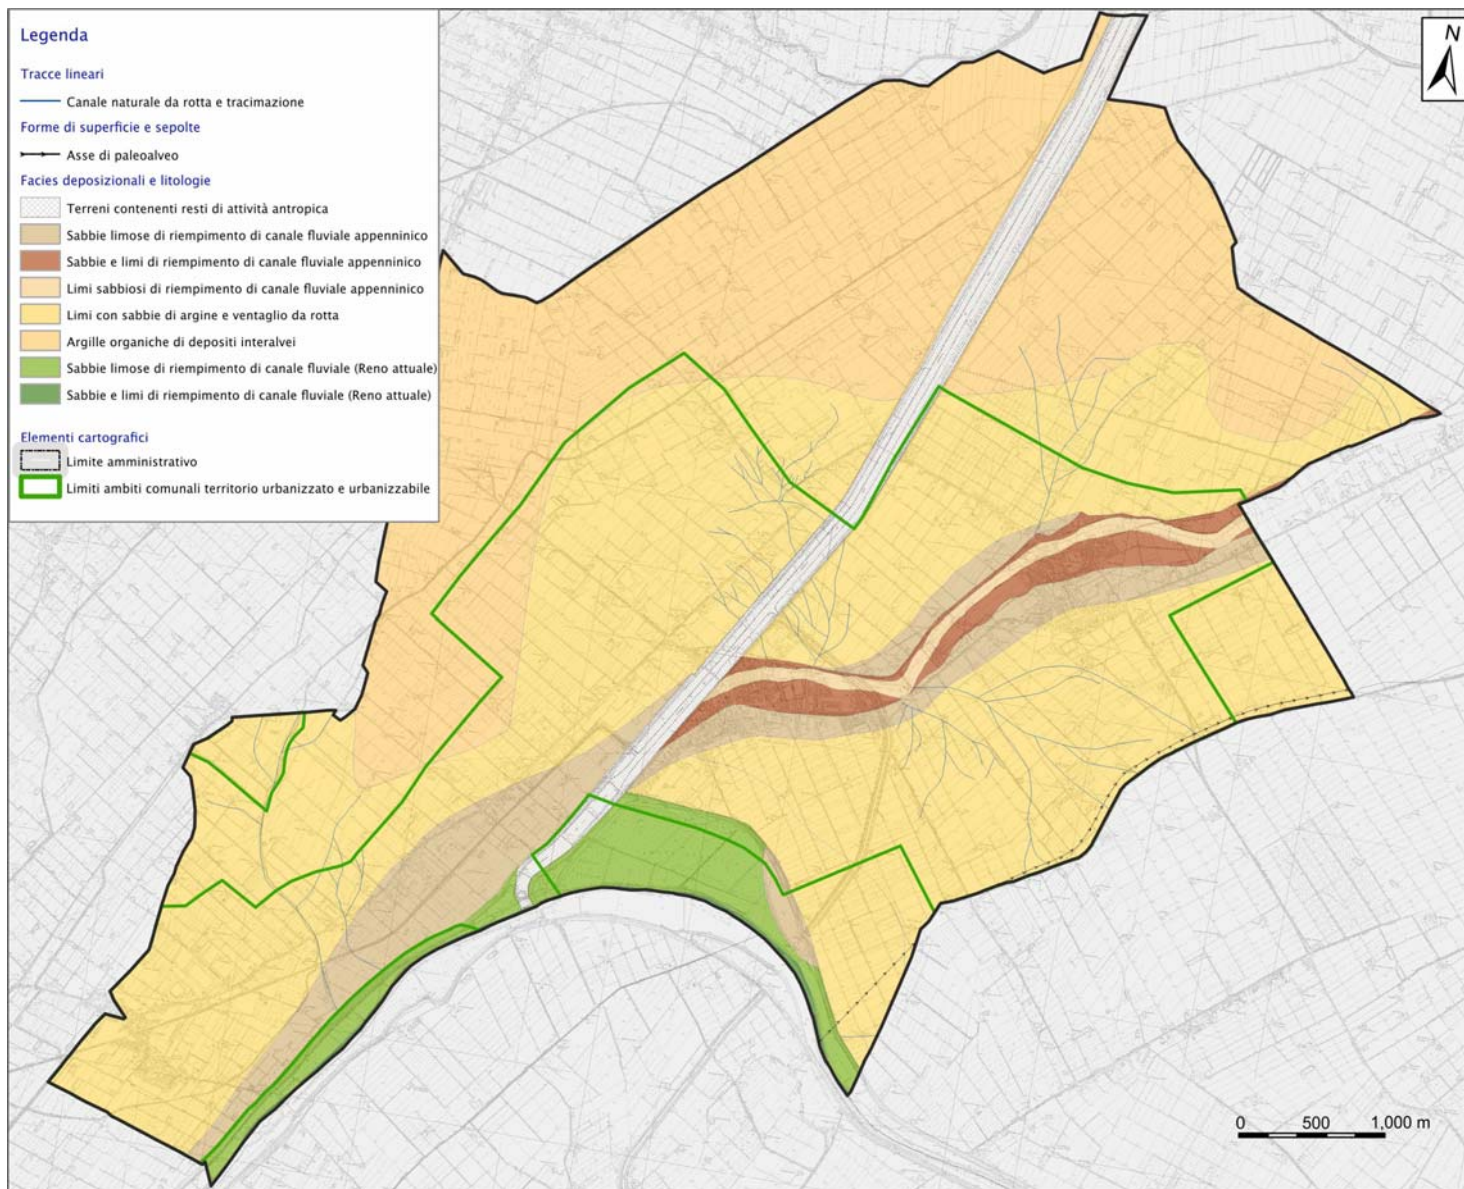 Legenda
Tracce lineari
Canale naturale da rotta e tracimazione
Forme di superficie e sepolte
Asse di paleoalveo
Facies deposizionali e litologie
Terreni contenenti resti di attività antropica
Sabbie limose di riempimento di canale fluviale appenninico
Sabbie e limi di riempimento di canale fluviale appenninico
Limi sabbiosi di riempimento di canale fluviale appenninico
Limi con sabbie di argine e ventaglio da rotta
Argille organiche di depositi interalvei
Sabbie limose di riempimento di canale fluviale (Reno attuale)
Sabbie e limi di riempimento di canale fluviale (Reno attuale)
Elementi cartografici
Limite amministrativo
Limiti ambiti comunali territorio urbanizzato e urbanizzabile
N
0 500 1,000 m